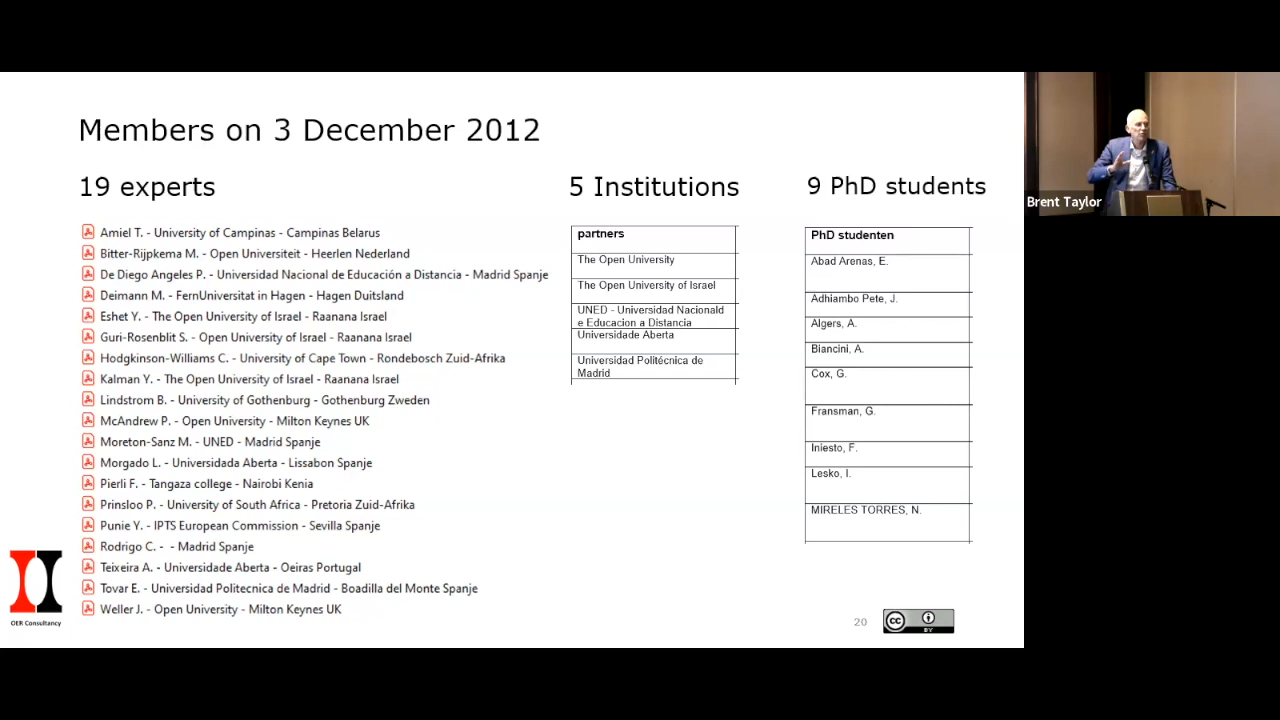 Members on 3 December 2012
19 experts
Amiel T. - University of Campinas - Campinas Belarus
Bitter-Rijpkema M. - Open Universiteit - Heerlen Nederland
De Diego Angeles P. - Universidad Nacional de Educación a Distancia - Madrid Spanje
Deimann M. - FernUniversitat in Hagen - Hagen Duitsland
Eshet Y. - The Open University of Israel - Raanana Israel
Guri-Rosenblit S. - Open University of Israel - Raanana Israel
Hodgkinson-Williams C. - University of Cape Town - Rondebosch Zuid-Afrika
Kalman Y. - The Open University of Israel - Raanana Israel
Lindstrom B. - University of Gothenburg - Gothenburg Zweden
McAndrew P. - Open University - Milton Keynes UK
Moreton-Sanz M. - UNED - Madrid Spanje
Morgado L. - Universidada Aberta - Lissabon Spanje
Pierli F. - Tangaza college - Nairobi Kenia
Prinsloo P. - University of South Africa - Pretoria Zuid-Afrika
Punie Y. - IPTS European Commission - Sevilla Spanje
Rodrigo C. -  - Madrid Spanje
Teixeira A. - Universidade Aberta - Oeiras Portugal
Tovar E. - Universidad Politecnica de Madrid - Boadilla del Monte Spanje
Weller J. - Open University - Milton Keynes UK
5 Institutions
partners
The Open University
The Open University of Israel
UNED - Universidad Nacionald
e Educacion a Distancia
Universidade Aberta
Universidad Politécnica de
Madrid
9 PhD students
PhD studenten
Abad Arenas, E.
Adhiambo Pete, J.
Algers, A.
Biancini, A.
Cox, G.
Fransman, G.
Iniesto, F.
Lesko, I.
MIRELES TORRES, N.
OER Consultancy
20
cc
BY
Brent Taylor